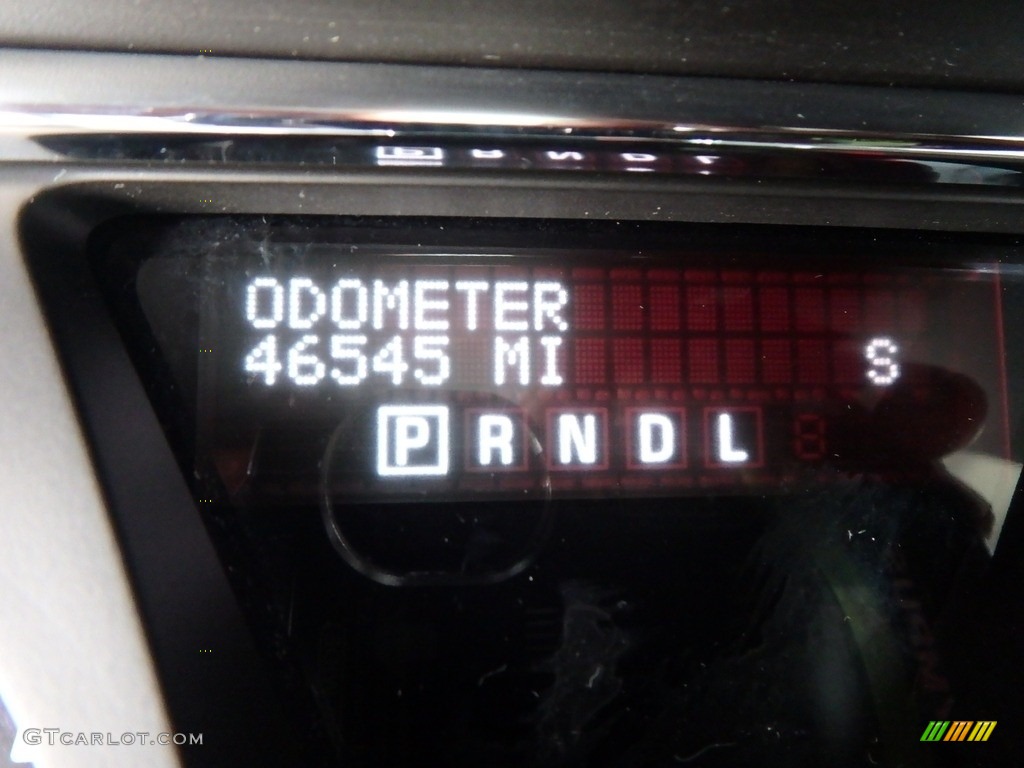 ODOMETER
46545 MI S
P R N D L
GTCARLOT.COM